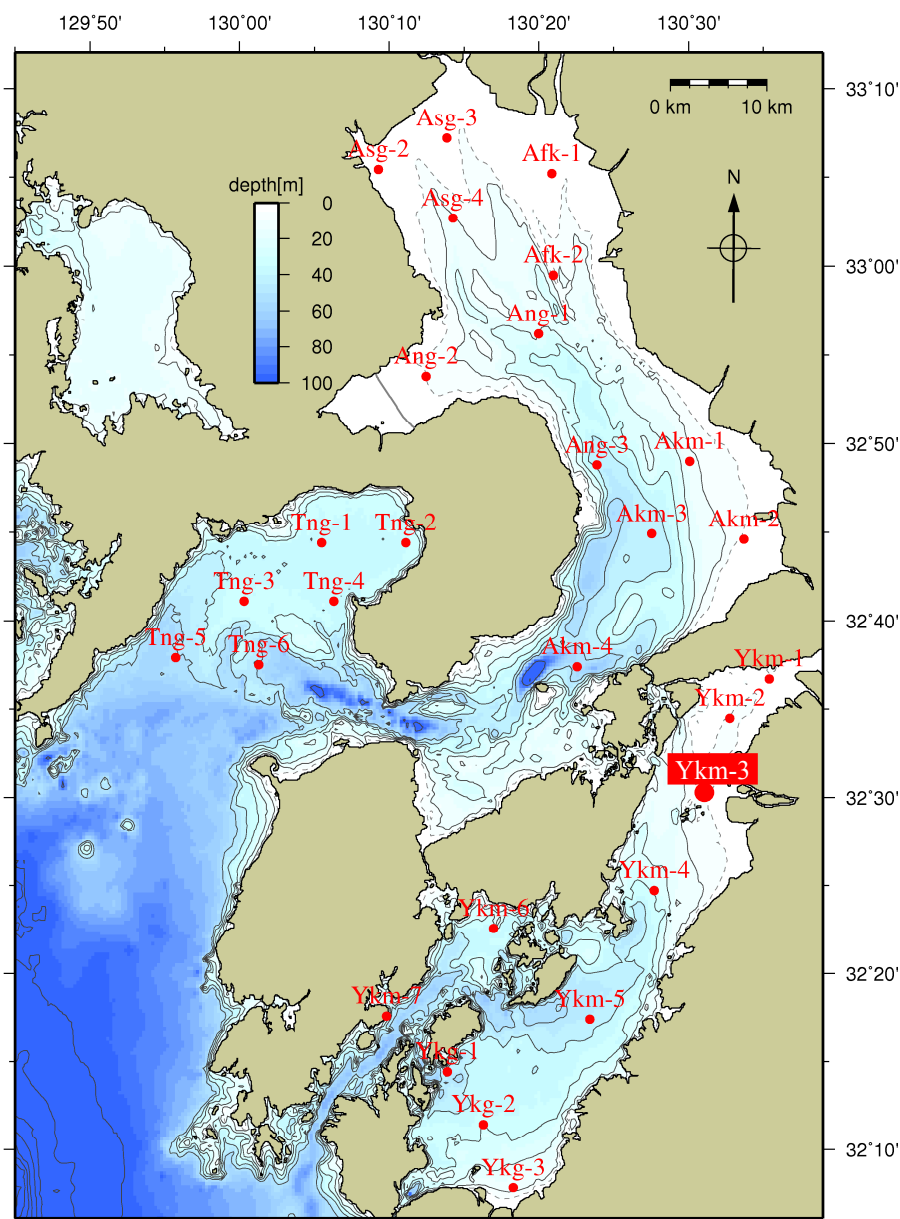 129°50' 130°00' 130°10' 130°20' 130°30'
33°10'
0 km 10 km
Asg-3
Asg-2
Afk-1
depth[m]
N
0
20
40
60
80
100
Asg-4
Afk-2
33°00'
Ang-1
Ang-2
32°50'
Ang-3
Akm-1
Akm-3
Akm-2
Tng-1
Tng-2
Tng-3
Tng-4
32°40'
Tng-5
Tng-6
Akm-4
Ykm-1
Ykm-2
Ykm-3
32°30'
Ykm-4
Ykm-6
32°20'
Ykm-7
Ykm-5
Ykg-1
Ykg-2
32°10'
Ykg-3